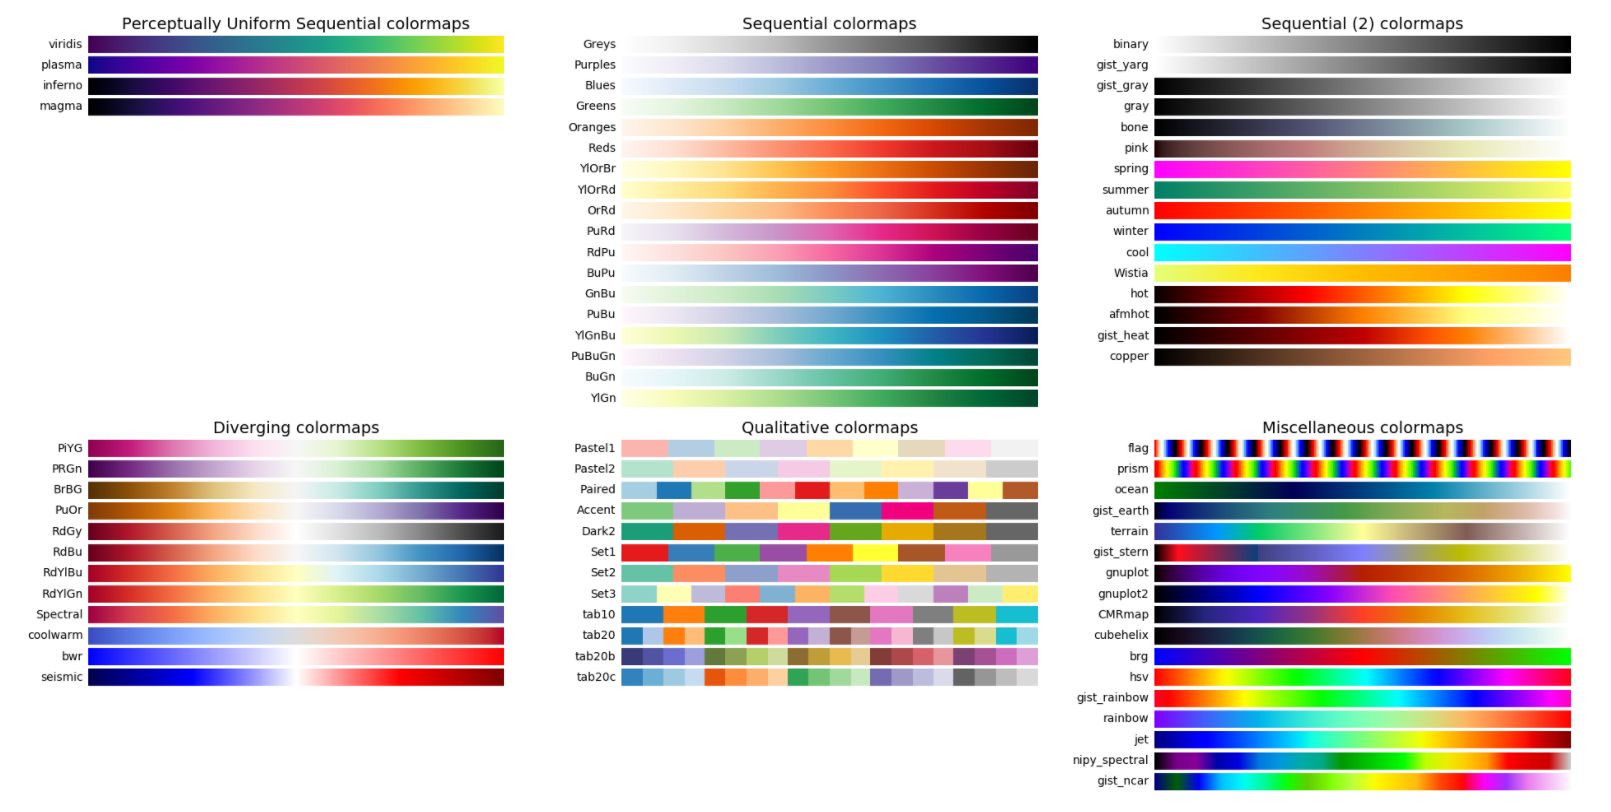 Perceptually Uniform Sequential colormaps
viridis
plasma
inferno
magma
Sequential colormaps
Greys
Purples
Blues
Greens
Oranges
Reds
YlOrBr
YlOrRd
OrRd
PuRd
RdPu
BuPu
GnBu
PuBu
YlGnBu
PuBuGn
BuGn
YlGn
Sequential (2) colormaps
binary
gist_yarg
gist_gray
gray
bone
pink
spring
summer
autumn
winter
cool
Wistia
hot
afmhot
gist_heat
copper
Diverging colormaps
PiYG
PRGn
BrBG
PuOr
RdGy
RdBu
RdYlBu
RdYlGn
Spectral
coolwarm
bwr
seismic
Qualitative colormaps
Pastel1
Pastel2
Paired
Accent
Dark2
Set1
Set2
Set3
tab10
tab20
tab20b
tab20c
Miscellaneous colormaps
flag
prism
ocean
gist_earth
terrain
gist_stern
gnuplot
gnuplot2
CMRmap
cubehelix
brg
hsv
gist_rainbow
rainbow
jet
nipy_spectral
gist_ncar